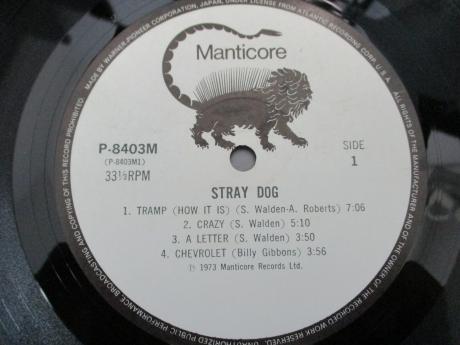 MADE BY WARNER-PIONEER CORPORATION, JAPAN, UNDER LICENSE FROM ATLANTIC RECORDING CORP. U.S.A.
ALL RIGHTS OF THE MANUFACTURER AND OF THE OWNER OF THE RECORDED WORK RESERVED. UNAUTHORIZED PUBLIC PERFORMANCE BROADCASTING AND COPYING OF THIS RECORD PROHIBITED
Manticore
P-8403M
(P-8403M1)
33⅓RPM
SIDE
1
STRAY DOG
1. TRAMP (HOW IT IS) (S. Walden-A. Roberts) 7:06
2. CRAZY (S. Walden) 5:10
3. A LETTER (S. Walden) 3:50
4. CHEVROLET (Billy Gibbons) 3:56
℗ 1973 Manticore Records Ltd.